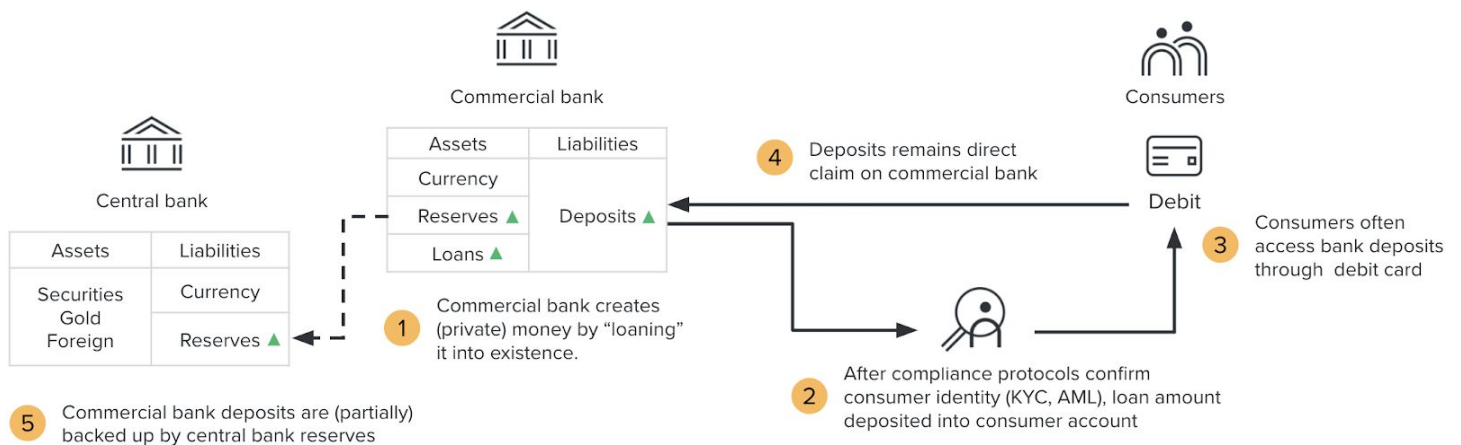 Commercial bank
Consumers
Central bank
Assets
Liabilities
Currency
Reserves ▲
Loans ▲
Deposits ▲
4
Deposits remains direct
claim on commercial bank
Debit
3
Consumers often
access bank deposits
through debit card
Assets
Liabilities
Securities
Gold
Foreign
Currency
Reserves ▲
1
Commercial bank creates
(private) money by “loaning”
it into existence.
2
After compliance protocols confirm
consumer identity (KYC, AML), loan amount
deposited into consumer account
5
Commercial bank deposits are (partially)
backed up by central bank reserves